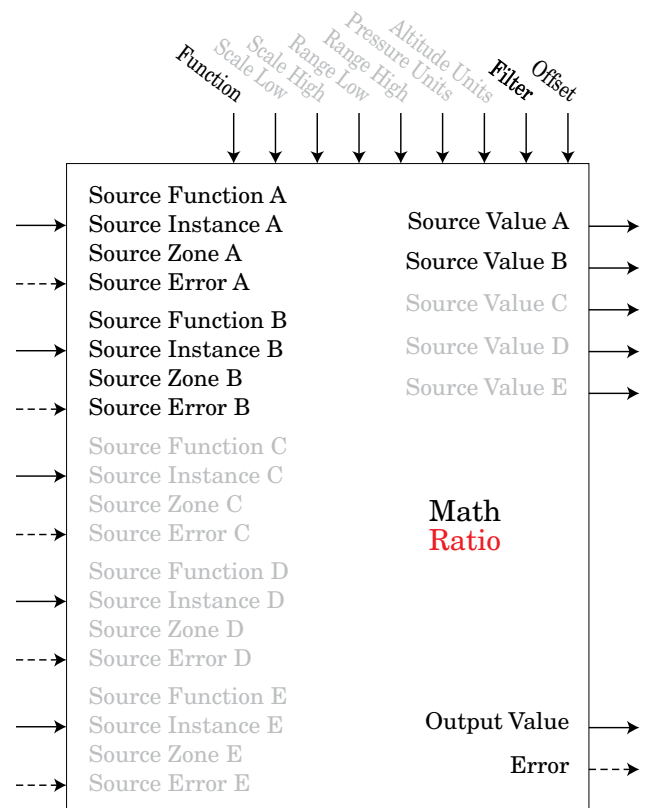 Function
Scale Low
Scale High
Range Low
Range High
Pressure Units
Altitude Units
Filter
Offset
Source Function A
Source Instance A
Source Zone A
Source Error A
Source Function B
Source Instance B
Source Zone B
Source Error B
Source Function C
Source Instance C
Source Zone C
Source Error C
Source Function D
Source Instance D
Source Zone D
Source Error D
Source Function E
Source Instance E
Source Zone E
Source Error E
Source Value A
Source Value B
Source Value C
Source Value D
Source Value E
Math
Ratio
Output Value
Error